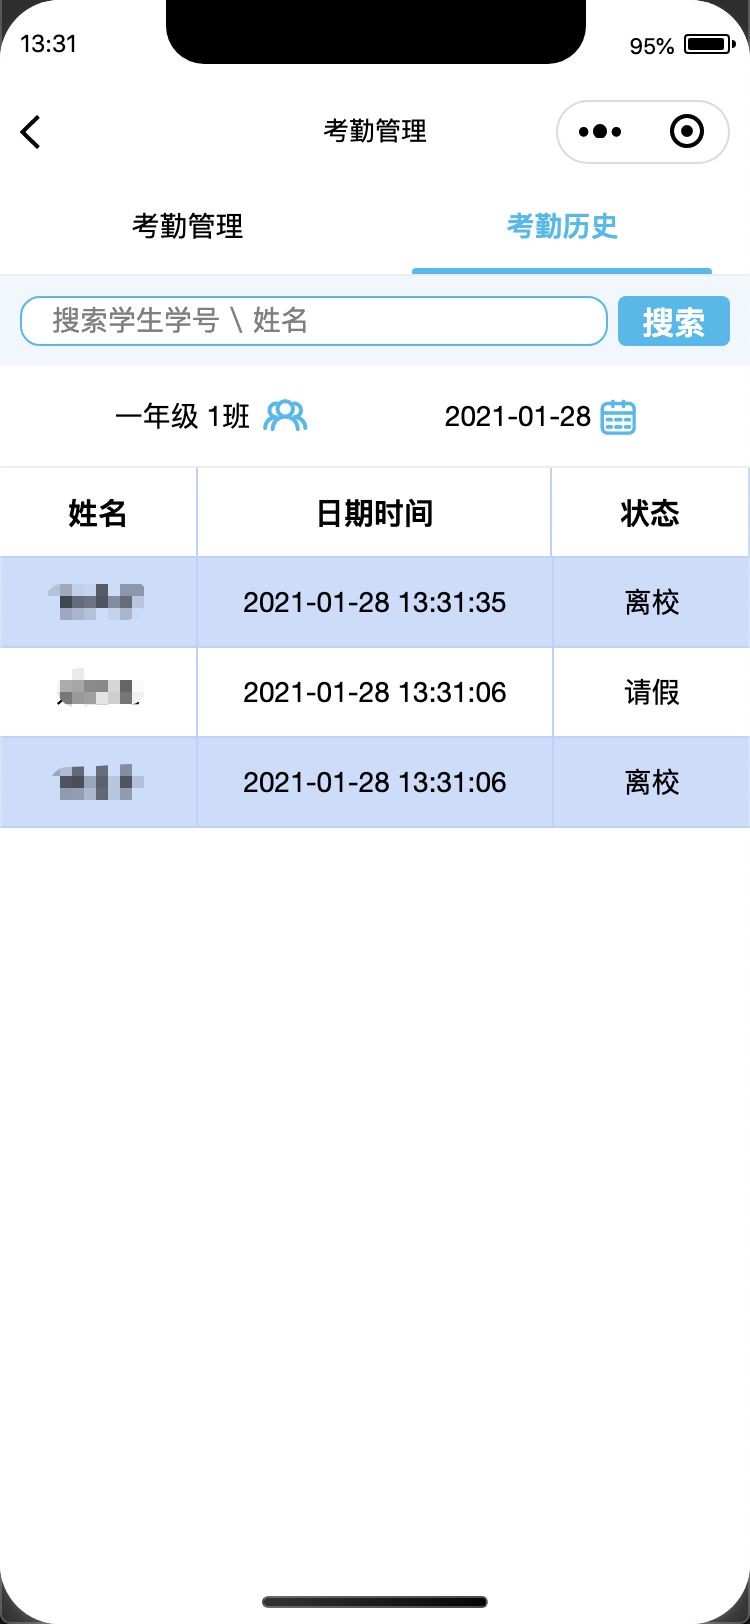 13:31
95%
考勤管理
考勤管理 考勤历史
搜索学生学号 \ 姓名 搜索
一年级 1班 2021-01-28
姓名 日期时间 状态
2021-01-28 13:31:35 离校
2021-01-28 13:31:06 请假
2021-01-28 13:31:06 离校